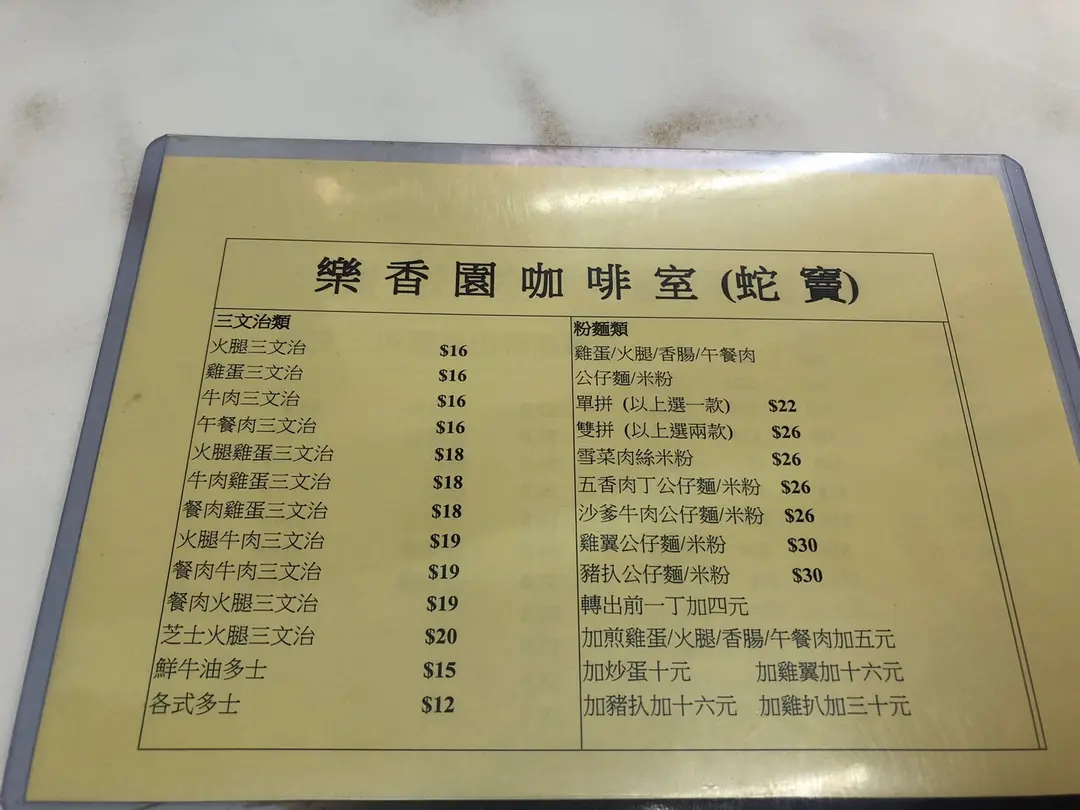 樂香園咖啡室(蛇竇)
三文治類
火腿三文治 $16
雞蛋三文治 $16
牛肉三文治 $16
午餐肉三文治 $16
火腿雞蛋三文治 $18
牛肉雞蛋三文治 $18
餐肉雞蛋三文治 $18
火腿牛肉三文治 $19
餐肉牛肉三文治 $19
餐肉火腿三文治 $19
芝士火腿三文治 $20
鮮牛油多士 $15
各式多士 $12
粉麵類
雞蛋/火腿/香腸/午餐肉
公仔麵/米粉
單拼 (以上選一款) $22
雙拼 (以上選兩款) $26
雪菜肉絲米粉 $26
五香肉丁公仔麵/米粉 $26
沙爹牛肉公仔麵/米粉 $26
雞翼公仔麵/米粉 $30
豬扒公仔麵/米粉 $30
轉出前一丁加四元
加煎雞蛋/火腿/香腸/午餐肉加五元
加炒蛋十元 加雞翼加十六元
加豬扒加十六元 加雞扒加三十元